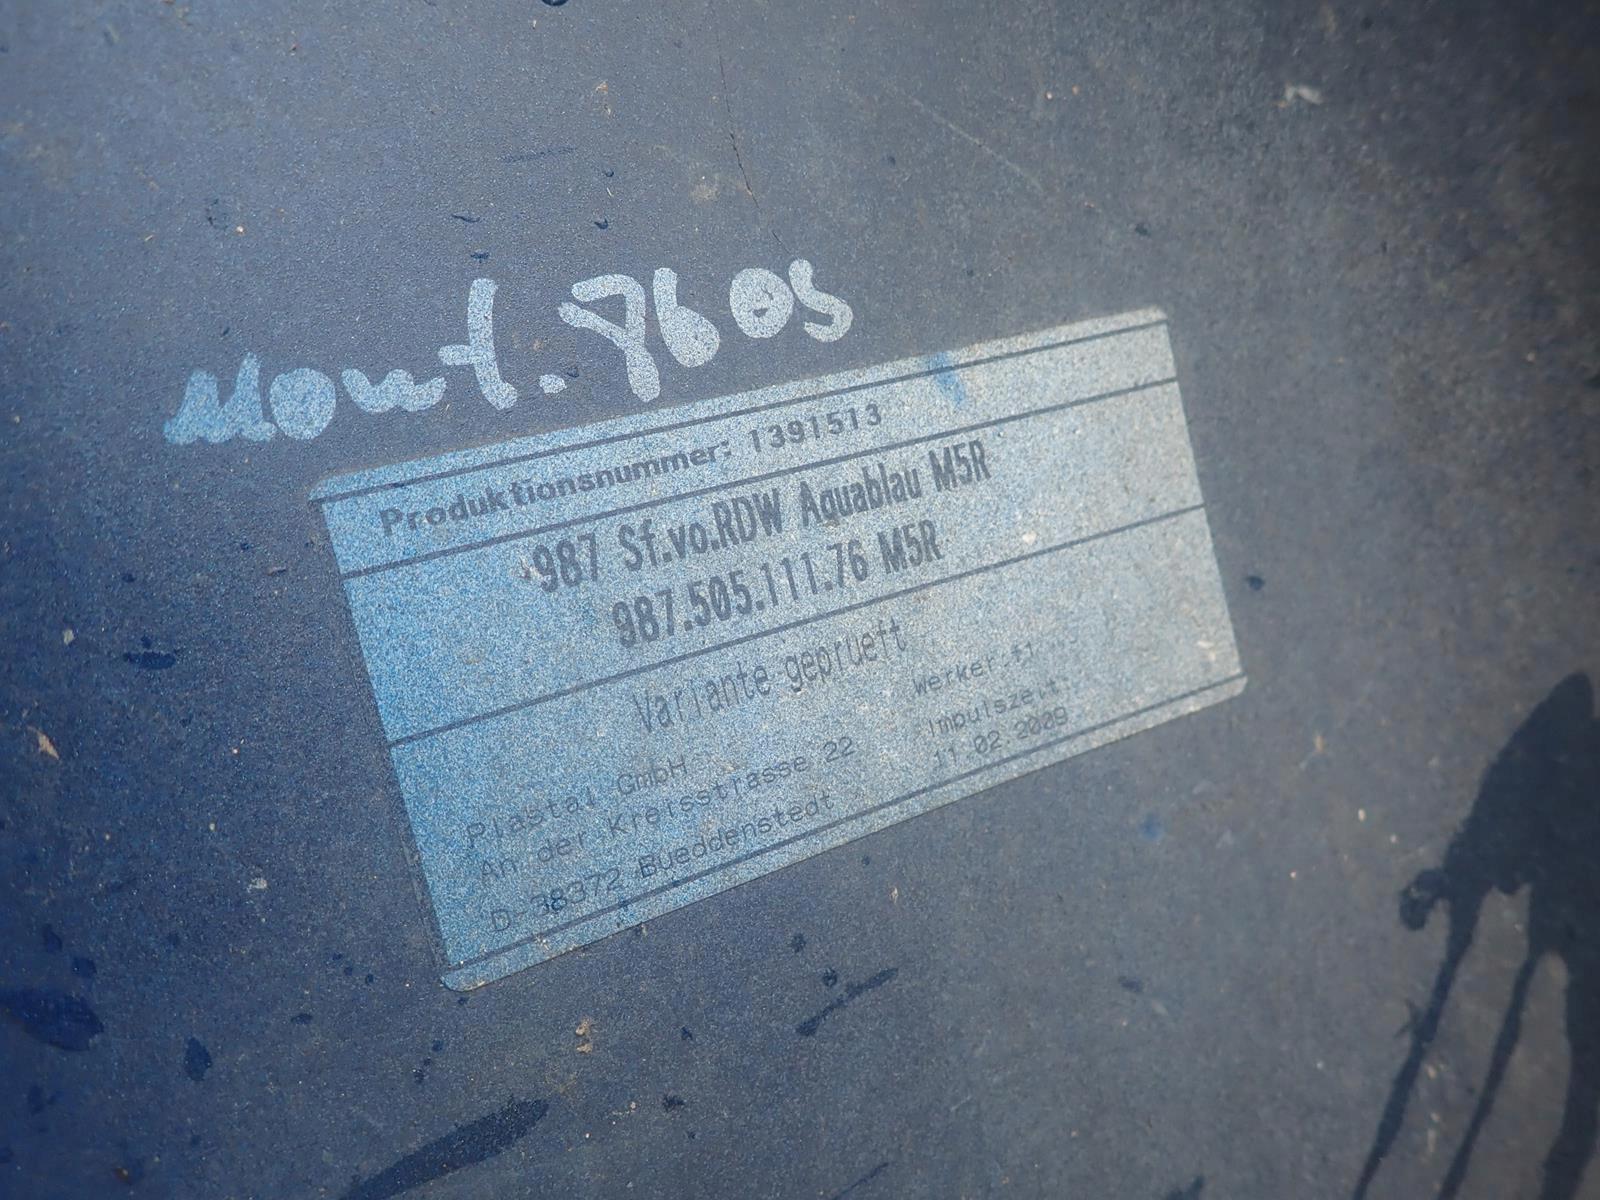 Mont. 8605
Produktionsnummer: 1391513
987 Sf.vo.RDW Aquablau M5R
987.505.111.76 M5R
Variante geprueft
Plastal GmbH
An der Kreisstrasse 22
D-38372 Bueddenstedt
Werker:
Impulszeit:
11.02.2009